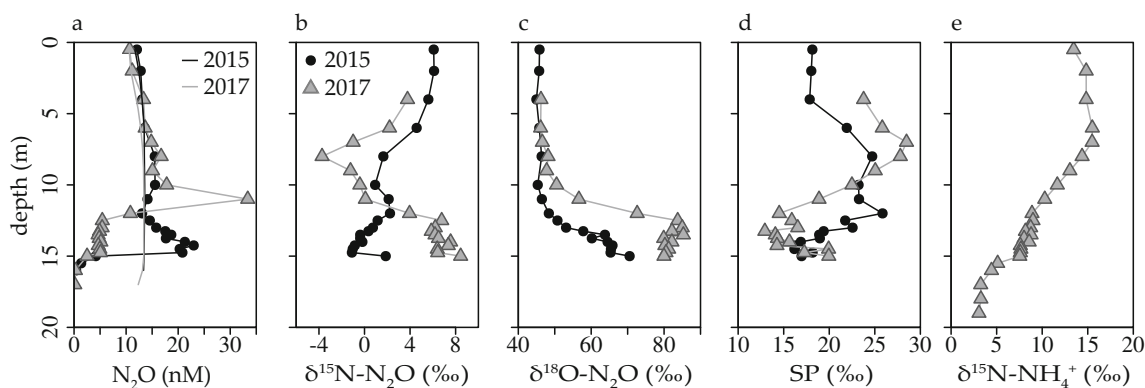 a b c d e
2015
2017
2015
2017
depth (m)
0
5
10
15
20
0 10 20 30
-4 0 4 8
40 60 80
10 15 20 25 30
0 5 10 15 20
N₂O (nM)
δ¹⁵N-N₂O (‰)
δ¹⁸O-N₂O (‰)
SP (‰)
δ¹⁵N-NH₄⁺ (‰)